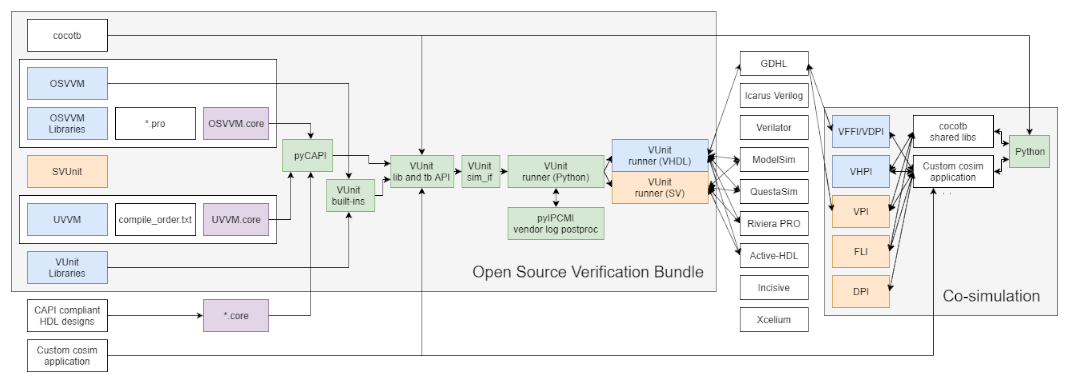 cocotb
OSVVM
OSVVM
Libraries
*.pro
OSVVM.core
SVUnit
UVVM
compile_order.txt
UVVM.core
VUnit
Libraries
CAPI compliant
HDL designs
*.core
Custom cosim
application
pyCAPI
VUnit
built-ins
VUnit
lib and tb API
VUnit
sim_if
VUnit
runner (Python)
pyIPCMI
vendor log postproc
VUnit
runner (VHDL)
VUnit
runner (SV)
Open Source Verification Bundle
GDHL
Icarus Verilog
Verilator
ModelSim
QuestaSim
Riviera PRO
Active-HDL
Incisive
Xcelium
VFFI/VDPI
VHPI
VPI
FLI
DPI
cocotb
shared libs
Custom cosim
application
. .
Python
Co-simulation